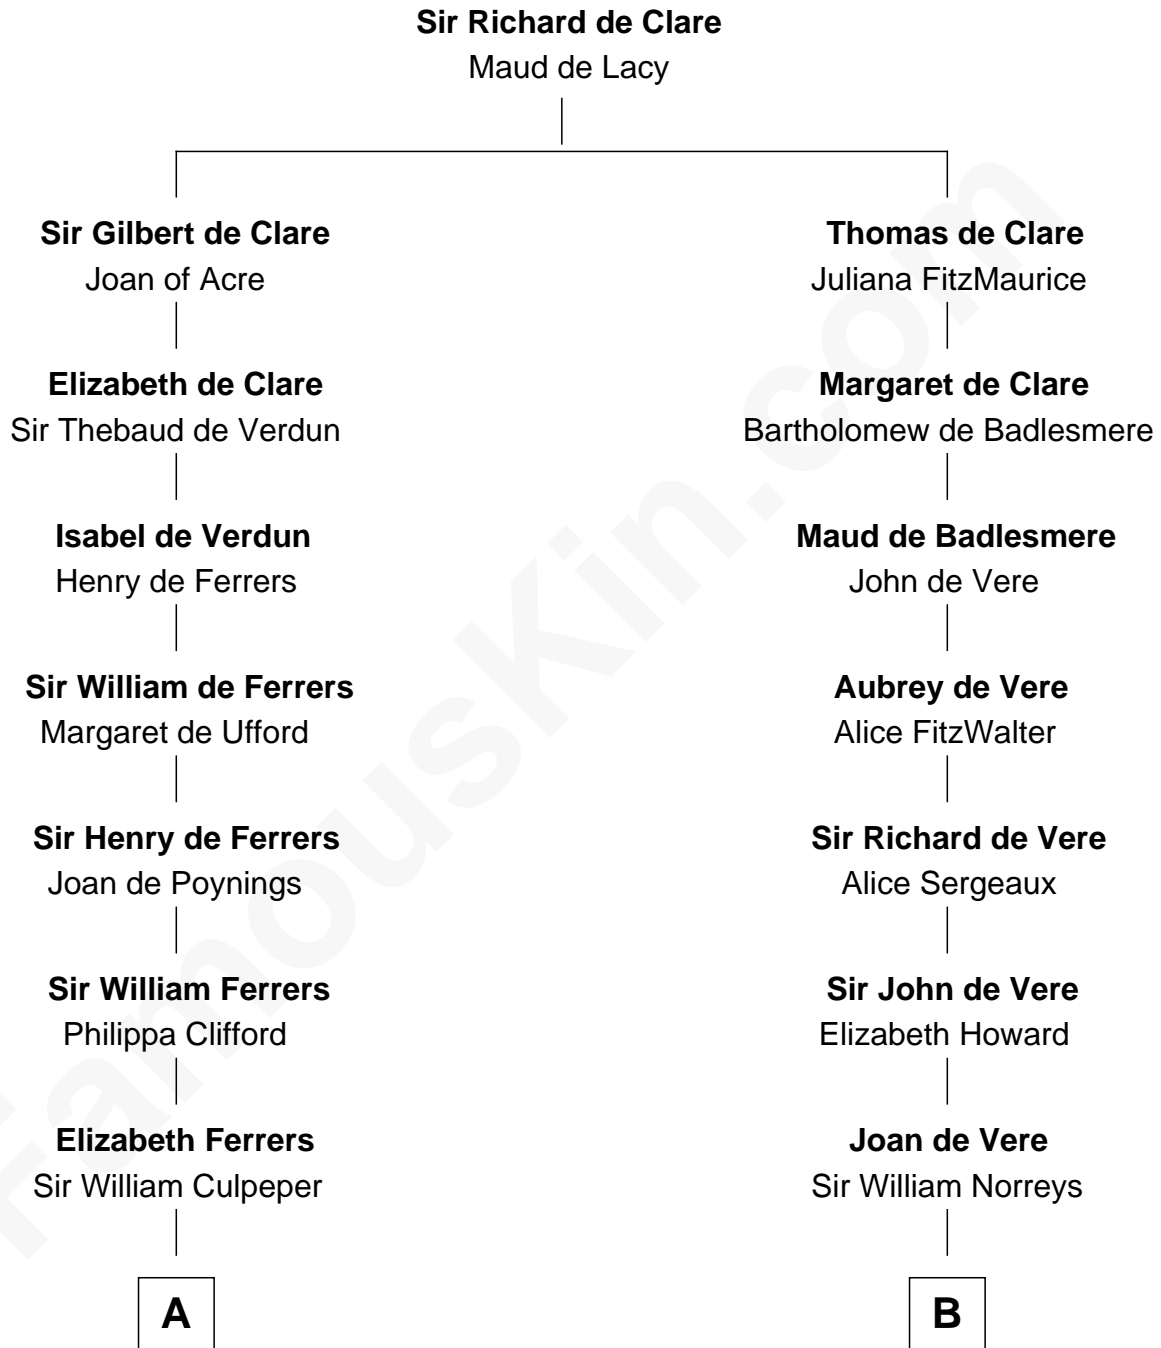 Sir Richard de Clare
Maud de Lacy
Sir Gilbert de Clare
Joan of Acre
Thomas de Clare
Juliana FitzMaurice
Elizabeth de Clare
Sir Thebaud de Verdun
Margaret de Clare
Bartholomew de Badlesmere
Isabel de Verdun
Henry de Ferrers
Maud de Badlesmere
John de Vere
Sir William de Ferrers
Margaret de Ufford
Aubrey de Vere
Alice FitzWalter
Sir Henry de Ferrers
Joan de Poynings
Sir Richard de Vere
Alice Sergeaux
Sir William Ferrers
Philippa Clifford
Sir John de Vere
Elizabeth Howard
Elizabeth Ferrers
Sir William Culpeper
Joan de Vere
Sir William Norreys
A
B
FamousKin.com